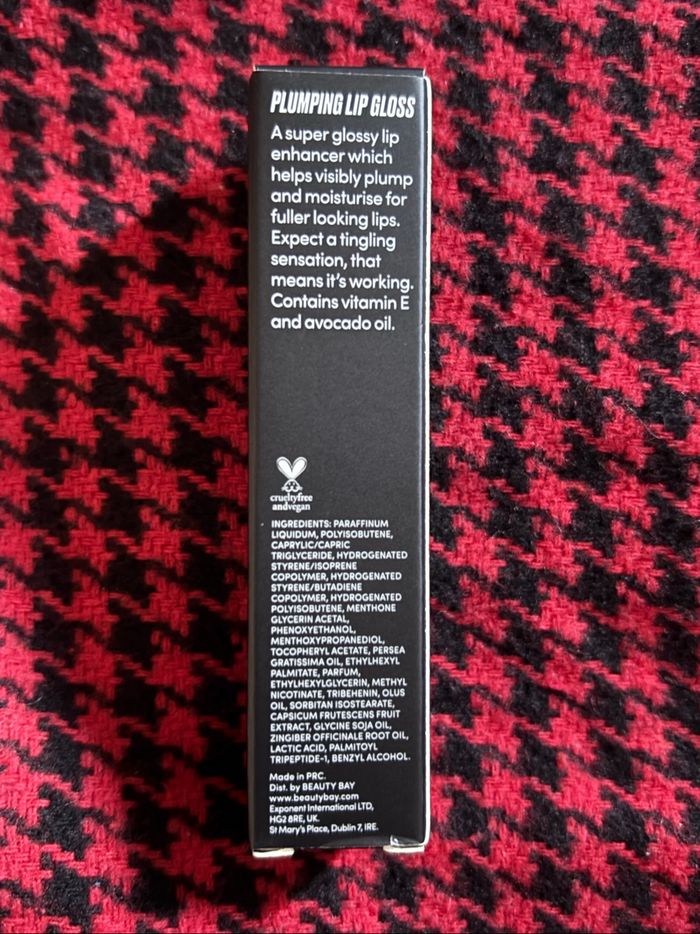 PLUMPING LIP GLOSS
A super glossy lip
enhancer which
helps visibly plump
and moisturise for
fuller looking lips.
Expect a tingling
sensation, that
means it's working.
Contains vitamin E
and avocado oil.
crueltyfree
andvegan
INGREDIENTS: PARAFFINUM
LIQUIDUM, POLYISOBUTENE,
CAPRYLIC/CAPRIC
TRIGLYCERIDE, HYDROGENATED
STYRENE/ISOPRENE
COPOLYMER, HYDROGENATED
STYRENE/BUTADIENE
COPOLYMER, HYDROGENATED
POLYISOBUTENE, MENTHONE
GLYCERIN ACETAL,
PHENOXYETHANOL,
MENTHOXYPROPANEDIOL,
TOCOPHERYL ACETATE, PERSEA
GRATISSIMA OIL, ETHYLHEXYL
PALMITATE, PARFUM,
ETHYLHEXYLGLYCERIN, METHYL
NICOTINATE, TRIBEHENIN, OLUS
OIL, SORBITAN ISOSTEARATE,
CAPSICUM FRUTESCENS FRUIT
EXTRACT, GLYCINE SOJA OIL,
ZINGIBER OFFICINALE ROOT OIL,
LACTIC ACID, PALMITOYL
TRIPEPTIDE-1, BENZYL ALCOHOL.
Made in PRC.
Dist. by BEAUTY BAY
www.beautybay.com
Exponent International LTD,
HG2 8RE, UK.
St Mary's Place, Dublin 7, IRE.